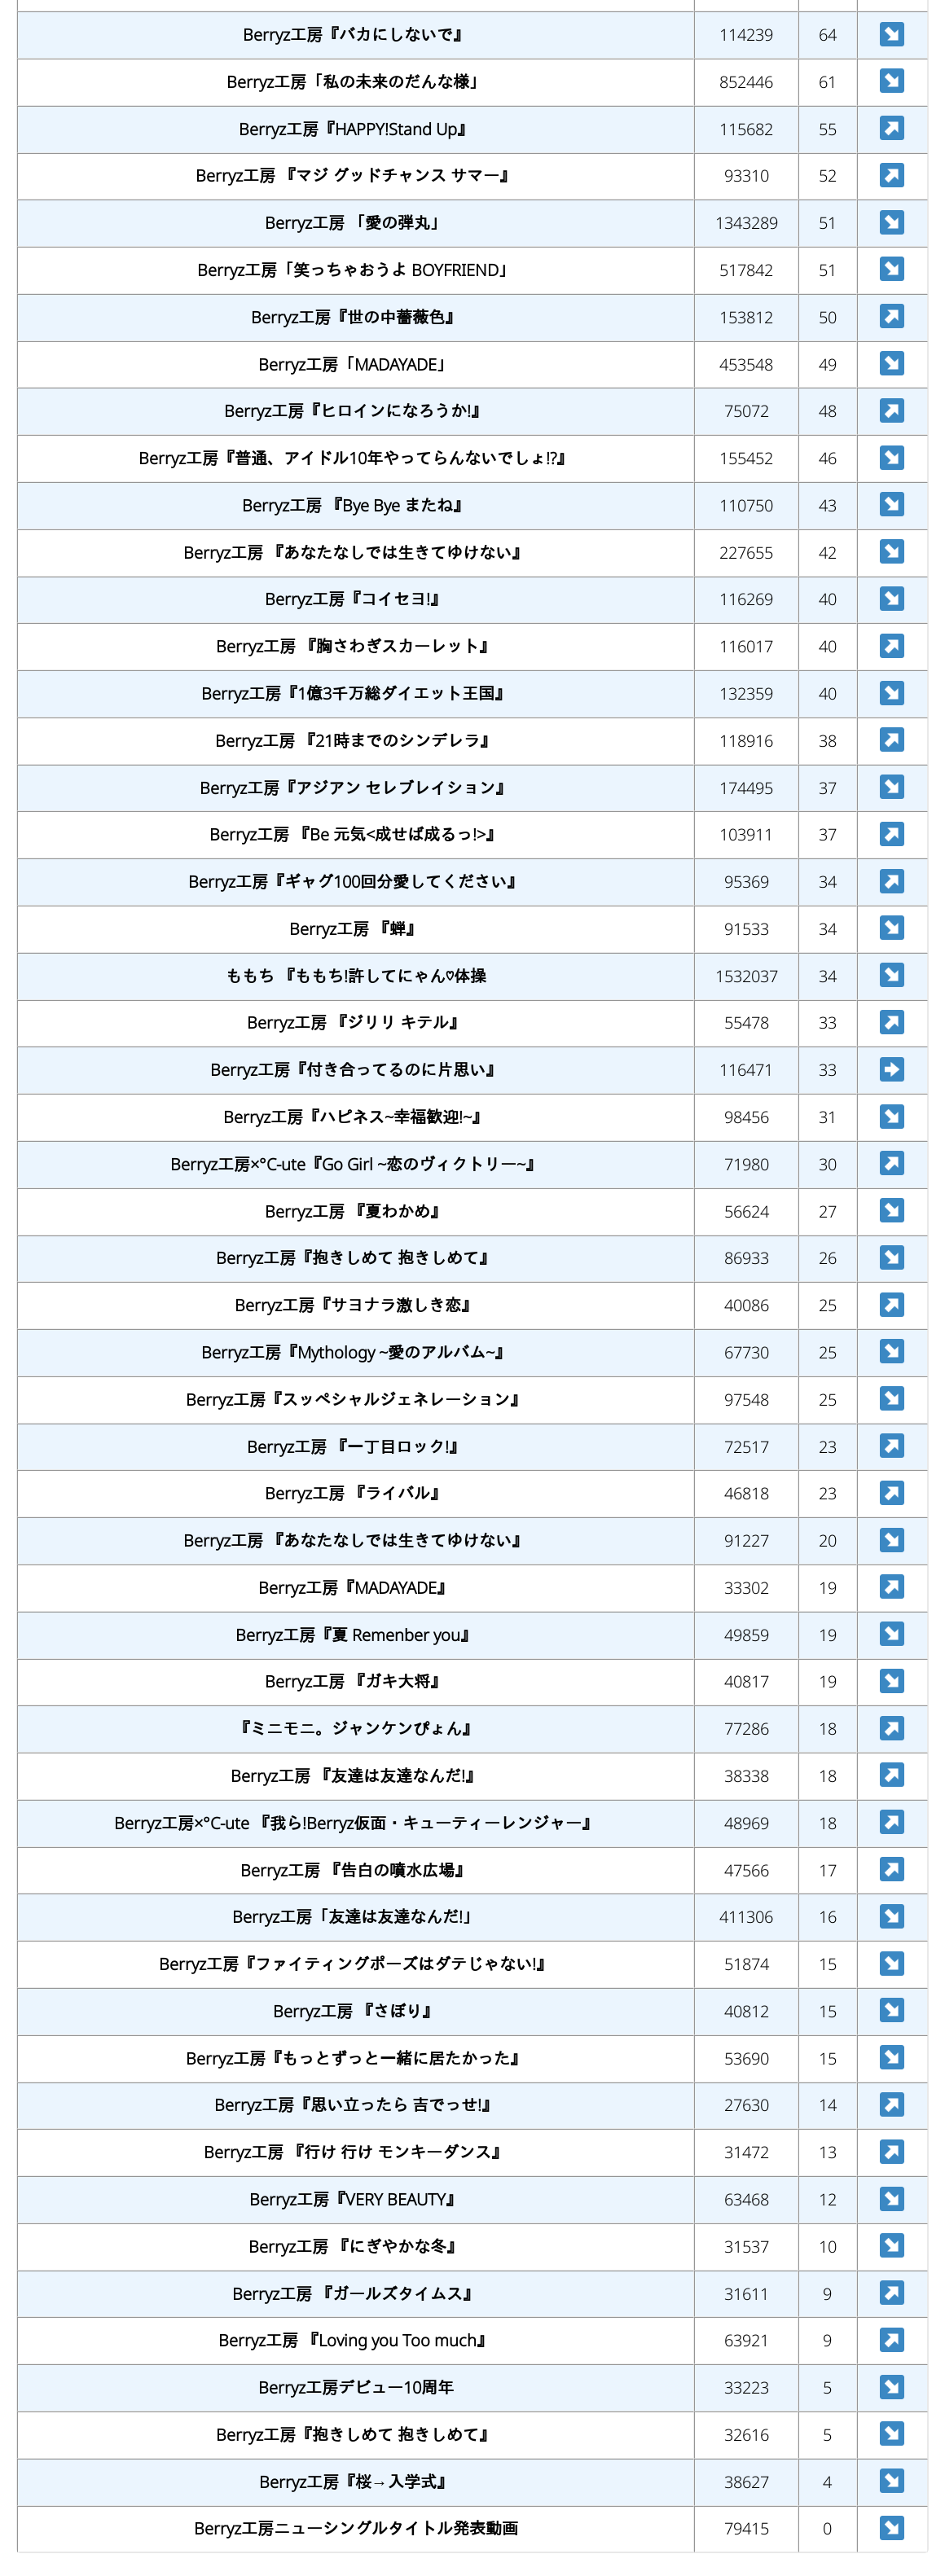 Berryz工房『バカにしないで』 114239 64 ↘
Berryz工房「私の未来のだんな様」 852446 61 ↘
Berryz工房『HAPPY!Stand Up』 115682 55 ↗
Berryz工房 『マジ グッドチャンス サマー』 93310 52 ↗
Berryz工房 「愛の弾丸」 1343289 51 ↘
Berryz工房「笑っちゃおうよ BOYFRIEND」 517842 51 ↘
Berryz工房『世の中薔薇色』 153812 50 ↗
Berryz工房「MADAYADE」 453548 49 ↘
Berryz工房『ヒロインになろうか!』 75072 48 ↗
Berryz工房『普通、アイドル10年やってらんないでしょ!?』 155452 46 ↘
Berryz工房 『Bye Bye またね』 110750 43 ↘
Berryz工房 『あなたなしでは生きてゆけない』 227655 42 ↘
Berryz工房『コイセヨ!』 116269 40 ↘
Berryz工房 『胸さわぎスカーレット』 116017 40 ↗
Berryz工房『1億3千万総ダイエット王国』 132359 40 ↘
Berryz工房 『21時までのシンデレラ』 118916 38 ↗
Berryz工房『アジアン セレブレイション』 174495 37 ↘
Berryz工房 『Be 元気<成せば成るっ!>』 103911 37 ↗
Berryz工房『ギャグ100回分愛してください』 95369 34 ↗
Berryz工房 『蝉』 91533 34 ↘
ももち 『ももち!許してにゃん♡体操 1532037 34 ↘
Berryz工房 『ジリリ キテル』 55478 33 ↗
Berryz工房『付き合ってるのに片思い』 116471 33 ➡
Berryz工房『ハピネス~幸福歓迎!~』 98456 31 ↘
Berryz工房×°C-ute『Go Girl ~恋のヴィクトリー~』 71980 30 ↗
Berryz工房 『夏わかめ』 56624 27 ↘
Berryz工房『抱きしめて 抱きしめて』 86933 26 ↘
Berryz工房『サヨナラ激しき恋』 40086 25 ↗
Berryz工房『Mythology ~愛のアルバム~』 67730 25 ↘
Berryz工房『スッペシャルジェネレーション』 97548 25 ↘
Berryz工房 『一丁目ロック!』 72517 23 ↗
Berryz工房 『ライバル』 46818 23 ↗
Berryz工房 『あなたなしでは生きてゆけない』 91227 20 ↘
Berryz工房『MADAYADE』 33302 19 ↗
Berryz工房『夏 Remenber you』 49859 19 ↘
Berryz工房 『ガキ大将』 40817 19 ↘
『ミニモニ。ジャンケンぴょん』 77286 18 ↗
Berryz工房 『友達は友達なんだ!』 38338 18 ↗
Berryz工房×°C-ute 『我ら!Berryz仮面・キューティーレンジャー』 48969 18 ↗
Berryz工房 『告白の噴水広場』 47566 17 ↗
Berryz工房「友達は友達なんだ!」 411306 16 ↘
Berryz工房『ファイティングポーズはダテじゃない!』 51874 15 ↘
Berryz工房 『さぼり』 40812 15 ↘
Berryz工房『もっとずっと一緒に居たかった』 53690 15 ↘
Berryz工房『思い立ったら 吉でっせ!』 27630 14 ↗
Berryz工房 『行け 行け モンキーダンス』 31472 13 ↗
Berryz工房『VERY BEAUTY』 63468 12 ↘
Berryz工房 『にぎやかな冬』 31537 10 ↘
Berryz工房 『ガールズタイムス』 31611 9 ↗
Berryz工房 『Loving you Too much』 63921 9 ↗
Berryz工房デビュー10周年 33223 5 ↘
Berryz工房『抱きしめて 抱きしめて』 32616 5 ↘
Berryz工房『桜→入学式』 38627 4 ↘
Berryz工房ニューシングルタイトル発表動画 79415 0 ↘